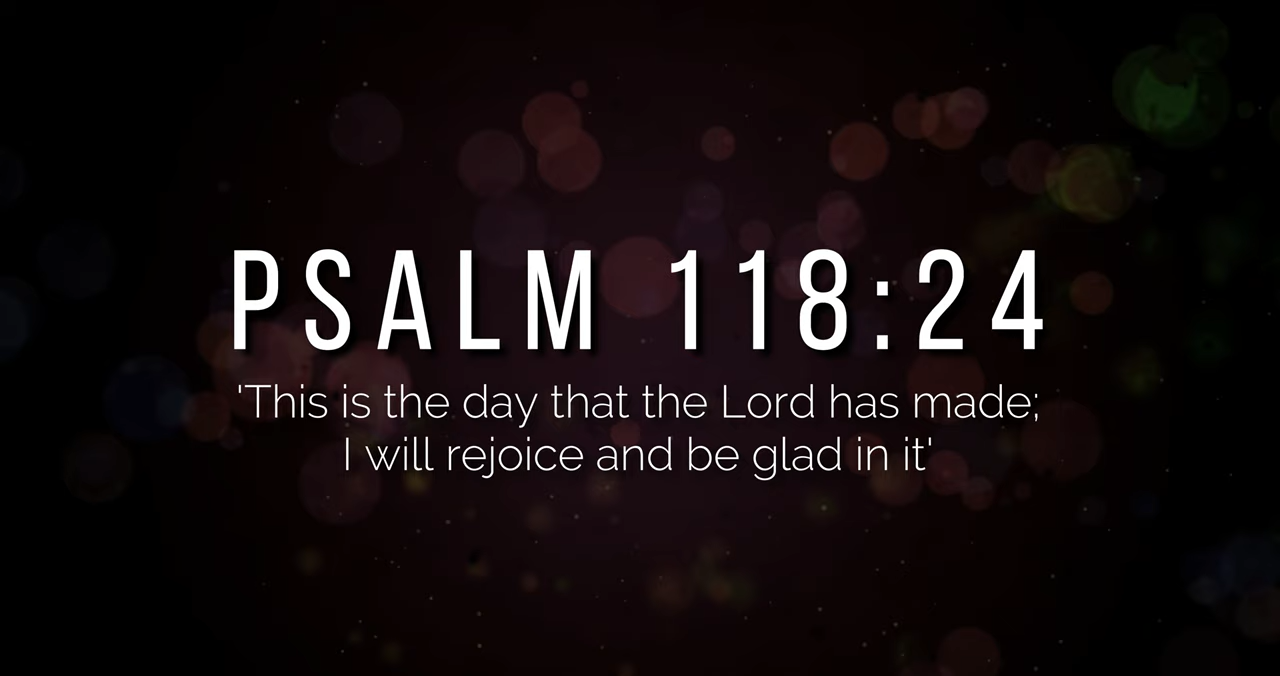 PSALM 118:24
'This is the day that the Lord has made;
I will rejoice and be glad in it'